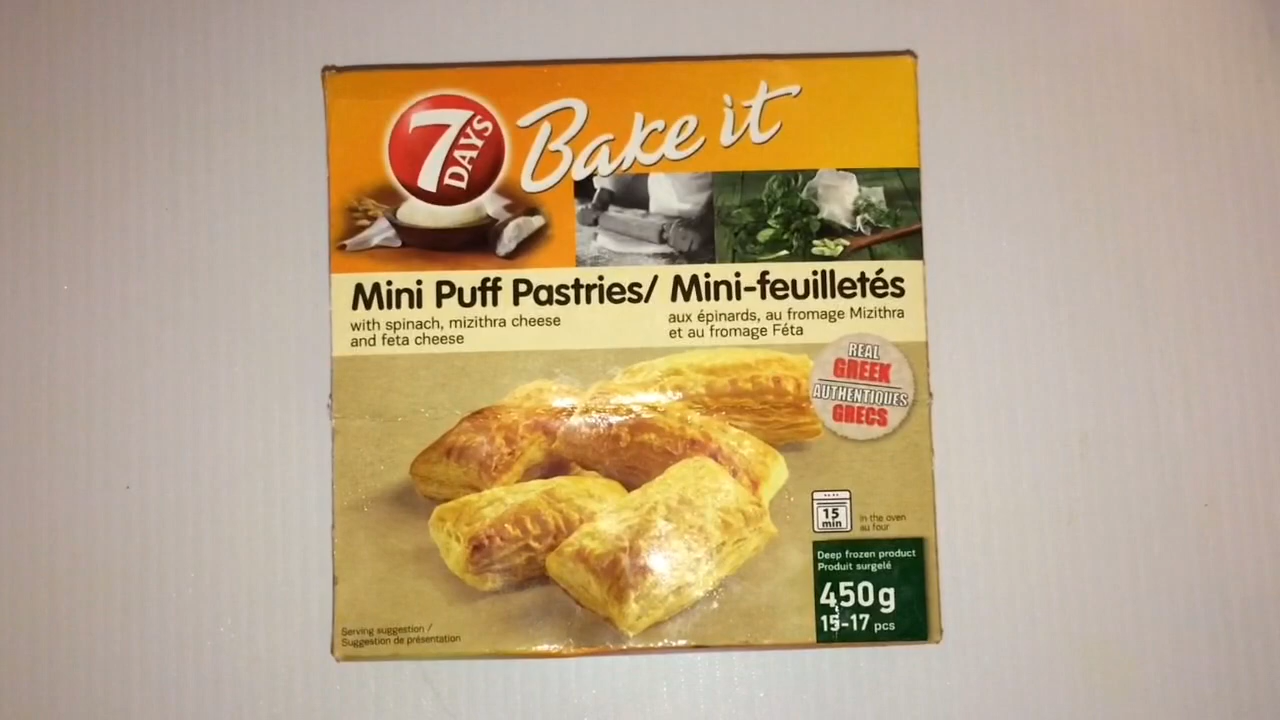 7 DAYS
Bake it
Mini Puff Pastries/ Mini-feuilletés
with spinach, mizithra cheese
and feta cheese
aux épinards, au fromage Mizithra
et au fromage Féta
REAL
GREEK
AUTHENTIQUES
GRECS
15
min
in the oven
au four
Deep frozen product
Produit surgelé
450g
15-17 pcs
Serving suggestion /
Suggestion de présentation